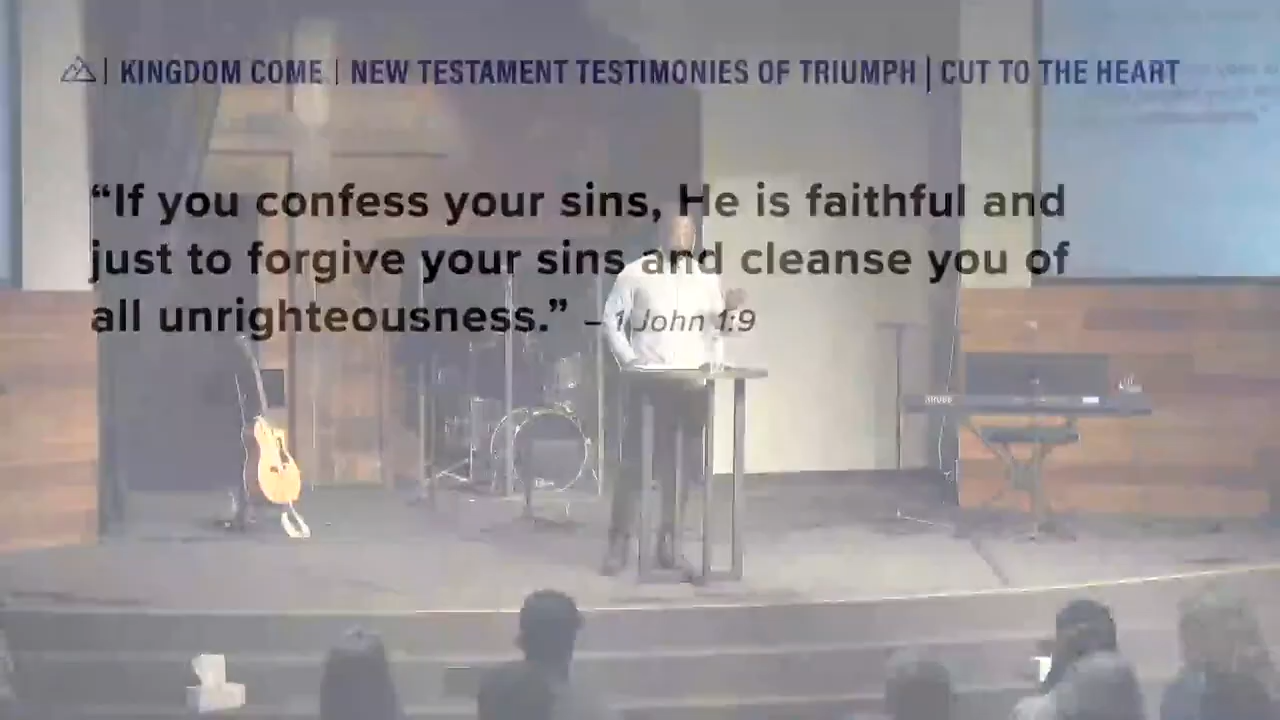 | KINGDOM COME | NEW TESTAMENT TESTIMONIES OF TRIUMPH | CUT TO THE HEART
“If you confess your sins, He is faithful and
just to forgive your sins and cleanse you of
all unrighteousness.” – 1 John 1:9